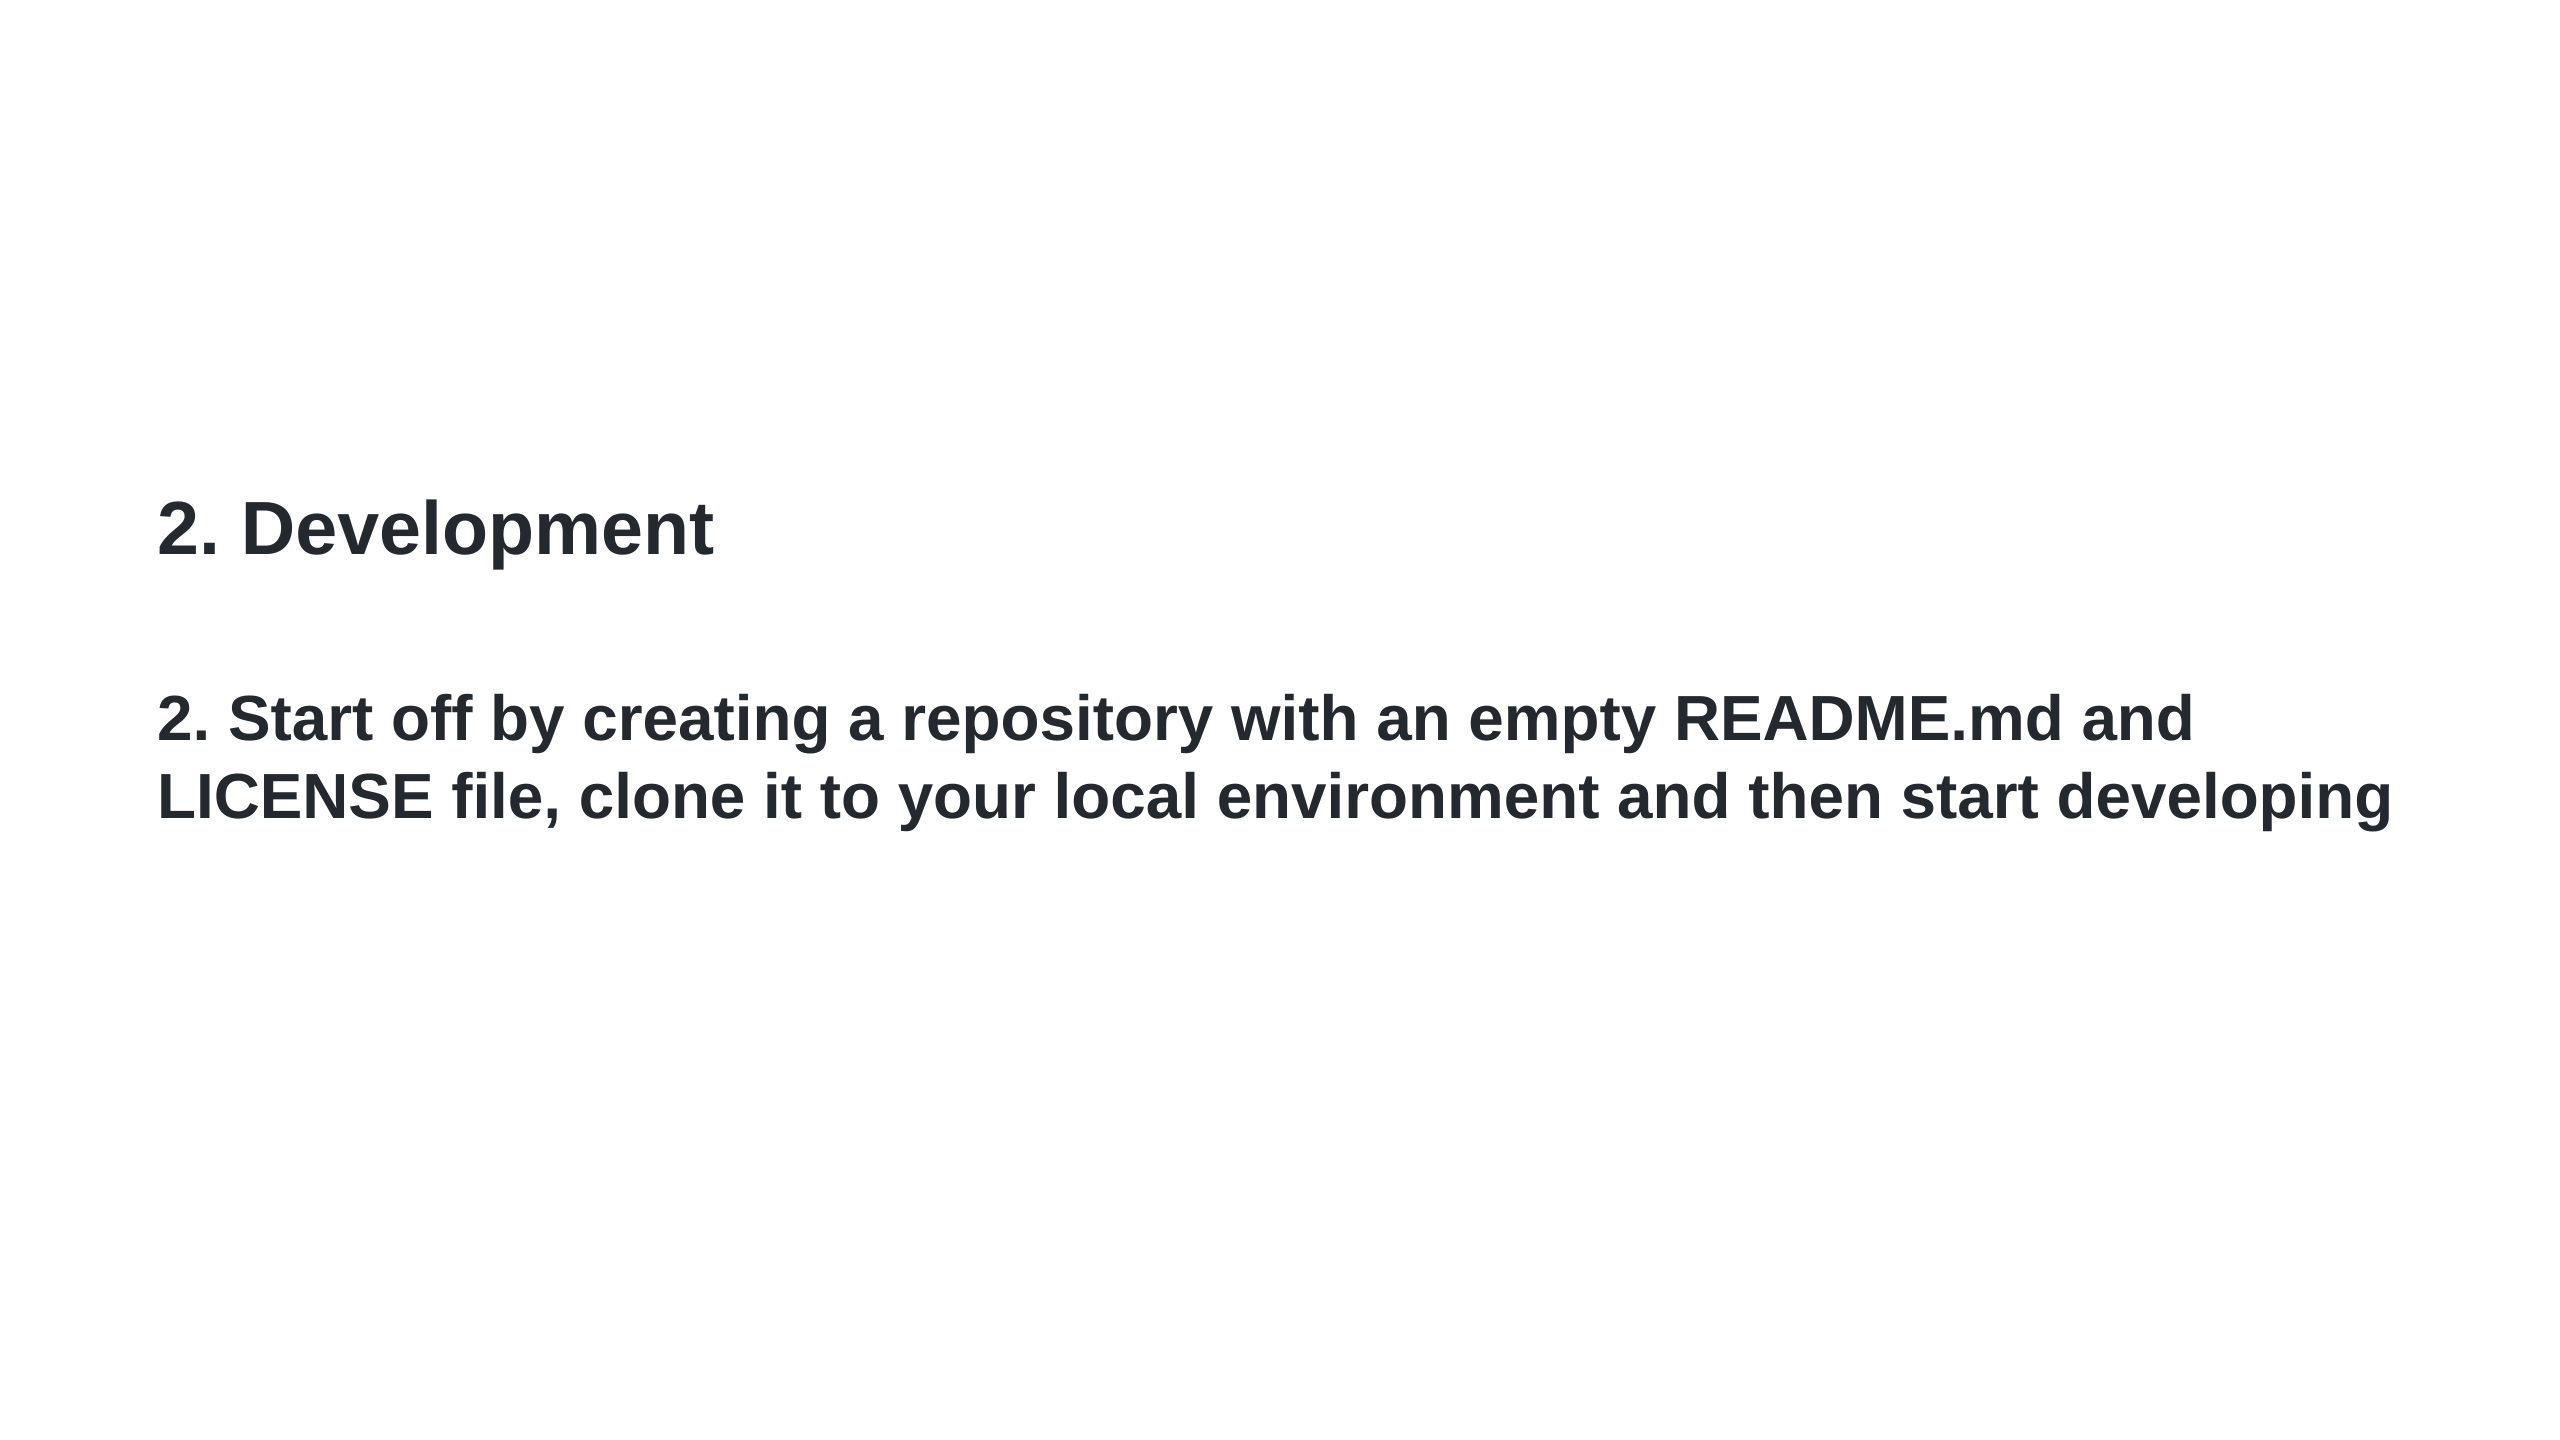 2. Development
2. Start off by creating a repository with an empty README.md and
LICENSE file, clone it to your local environment and then start developing